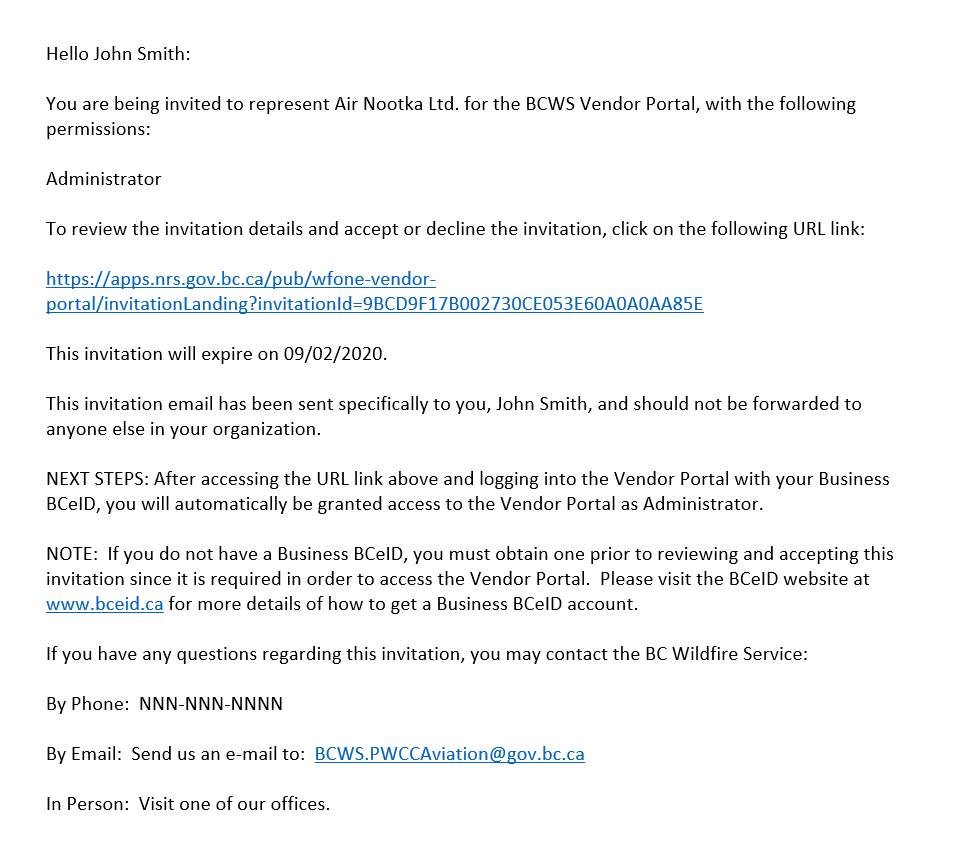 Hello John Smith:
You are being invited to represent Air Nootka Ltd. for the BCWS Vendor Portal, with the following
permissions:
Administrator
To review the invitation details and accept or decline the invitation, click on the following URL link:
https://apps.nrs.gov.bc.ca/pub/wfone-vendor-
portal/invitationLanding?invitationId=9BCD9F17B002730CE053E60A0A0AA85E
This invitation will expire on 09/02/2020.
This invitation email has been sent specifically to you, John Smith, and should not be forwarded to
anyone else in your organization.
NEXT STEPS: After accessing the URL link above and logging into the Vendor Portal with your Business
BCeID, you will automatically be granted access to the Vendor Portal as Administrator.
NOTE:  If you do not have a Business BCeID, you must obtain one prior to reviewing and accepting this
invitation since it is required in order to access the Vendor Portal.  Please visit the BCeID website at
www.bceid.ca for more details of how to get a Business BCeID account.
If you have any questions regarding this invitation, you may contact the BC Wildfire Service:
By Phone:  NNN-NNN-NNNN
By Email:  Send us an e-mail to:  BCWS.PWCCAviation@gov.bc.ca
In Person:  Visit one of our offices.